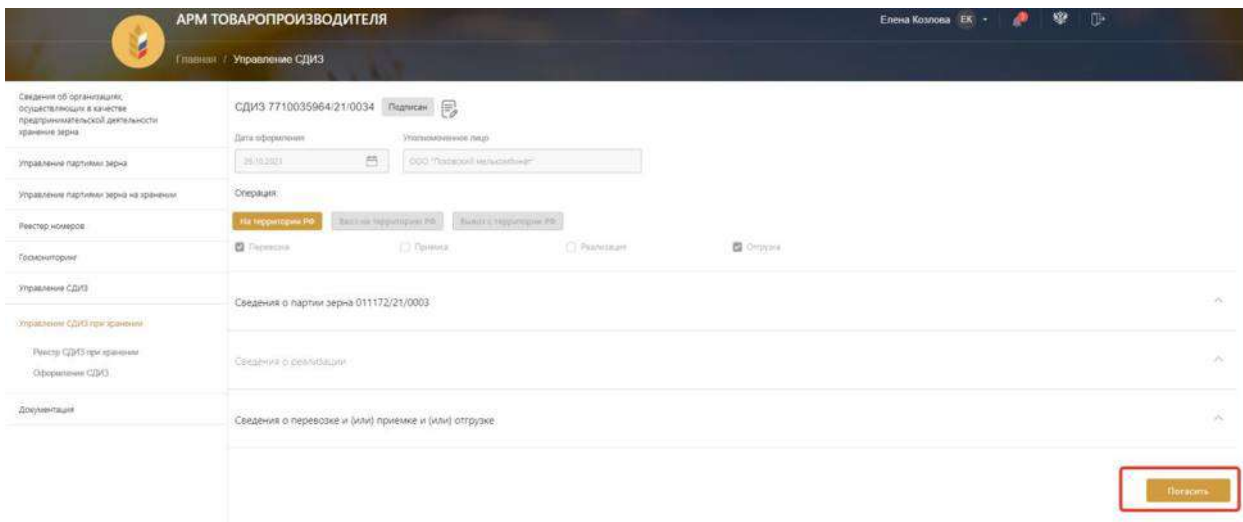 АРМ ТОВАРОПРОИЗВОДИТЕЛЯ
Елена Козлова ЕК
Главная / Управление СДИЗ
Сведения об организациях,
осуществляющих в качестве
предпринимательской деятельности
хранение зерна
Управление партиями зерна
Управление партиями зерна на хранении
Реестр номеров
Госмониторинг
Управление СДИЗ
Управление СДИЗ при хранении
Реестр СДИЗ при хранении
Оформление СДИЗ
Документация
СДИЗ 7710035964/21/0034 Подписан
Дата оформления
Уполномоченное лицо
26.10.2021
ООО "Псковский мелькомбинат"
Операция:
На территории РФ
Ввоз на территорию РФ
Вывоз с территории РФ
Перевозка
Приемка
Реализация
Отгрузка
Сведения о партии зерна 011172/21/0003
Сведения о реализации
Сведения о перевозке и (или) приемке и (или) отгрузке
Погасить